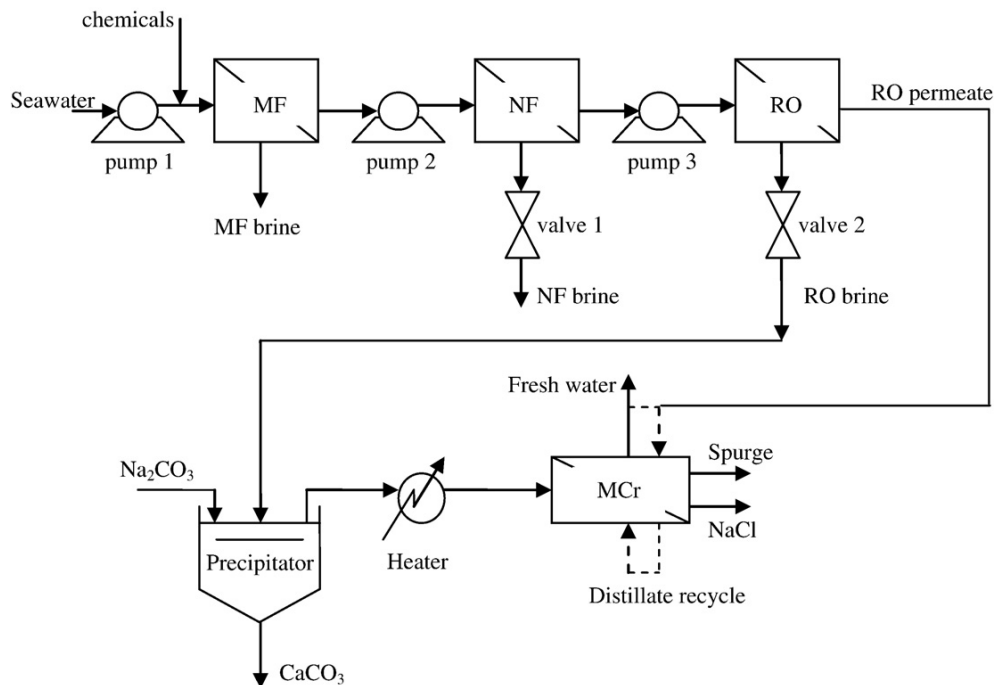 chemicals
Seawater
MF
NF
RO
RO permeate
pump 1
pump 2
pump 3
MF brine
valve 1
valve 2
NF brine
RO brine
Fresh water
Na₂CO₃
Spurge
MCr
NaCl
Precipitator
Heater
Distillate recycle
CaCO₃